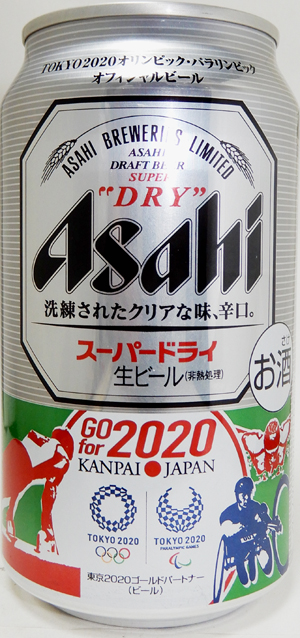 TOKYO2020オリンピック・パラリンピック
オフィシャルビール
ASAHI BREWERIES LIMITED
ASAHI
DRAFT BEER
SUPER
"DRY"
Asahi
洗練されたクリアな味、辛口。
スーパードライ
生ビール(非熱処理)
さけ
お酒
GO for 2020
KANPAI JAPAN
TOKYO 2020
TOKYO 2020
PARALYMPIC GAMES
東京2020ゴールドパートナー
(ビール)